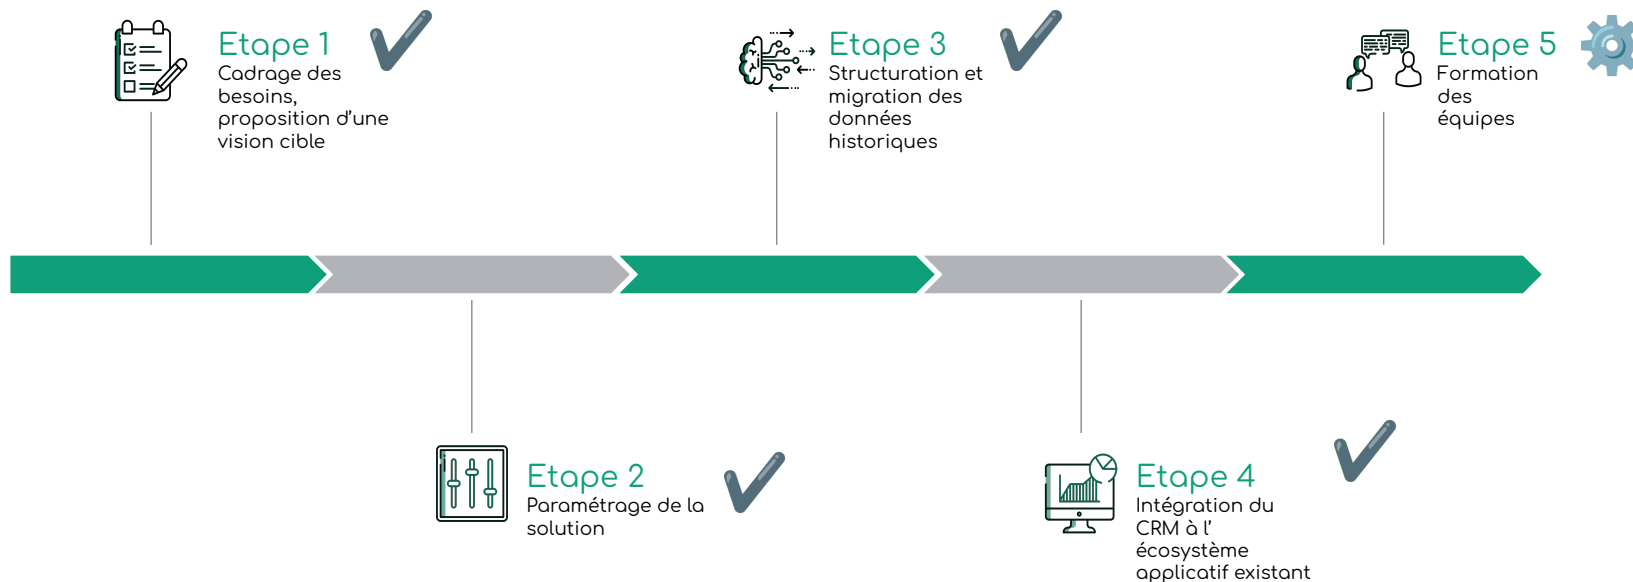 Etape 1
Cadrage des
besoins,
proposition d'une
vision cible
Etape 2
Paramétrage de la
solution
Etape 3
Structuration et
migration des
données
historiques
Etape 4
Intégration du
CRM à l'
écosystème
applicatif existant
Etape 5
Formation
des
équipes